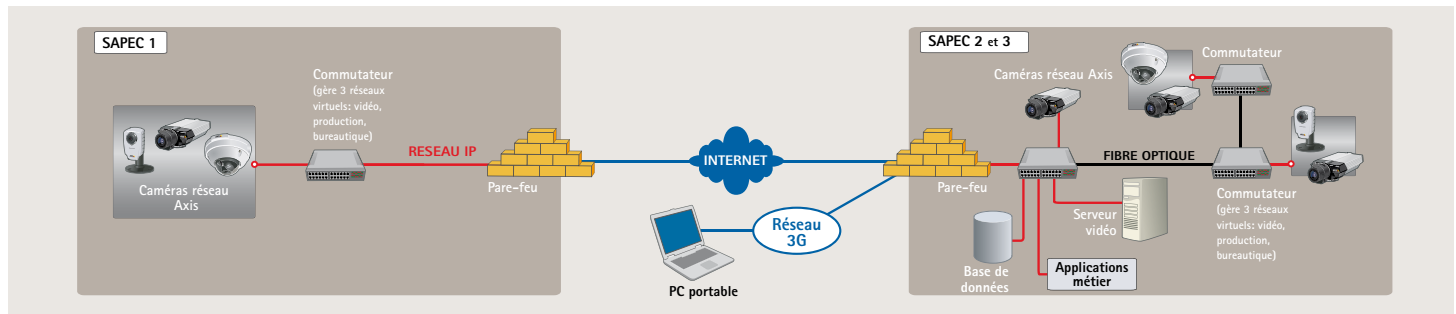 SAPEC 1
Commutateur
(gère 3 réseaux
virtuels: vidéo,
production,
bureautique)
Caméras réseau
Axis
RESEAU IP
Pare-feu
INTERNET
Réseau
3G
PC portable
SAPEC 2 et 3
Pare-feu
Caméras réseau Axis
Commutateur
FIBRE OPTIQUE
Serveur
vidéo
Base de
données
Applications
métier
Commutateur
(gère 3 réseaux
virtuels: vidéo,
production,
bureautique)